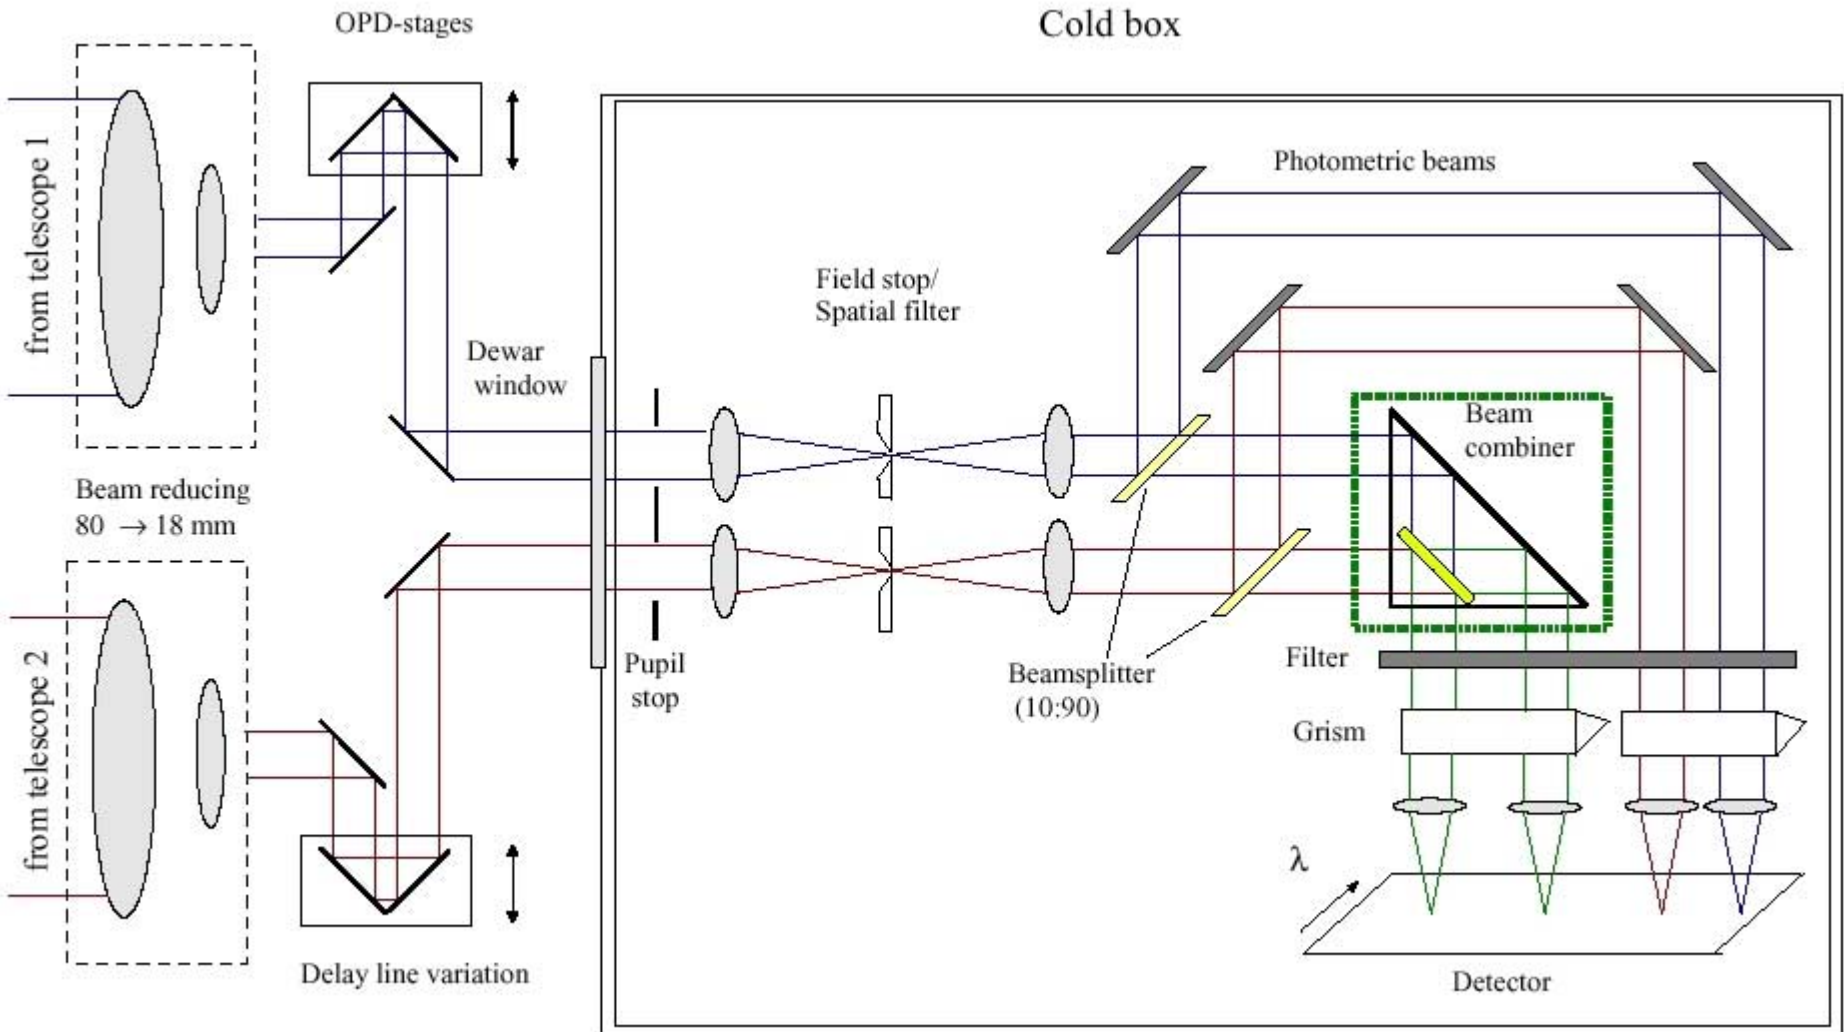 OPD-stages
Cold box
from telescope 1
Photometric beams
Field stop/
Spatial filter
Dewar
window
Beam
combiner
Beam reducing
80 → 18 mm
from telescope 2
Pupil
stop
Beamsplitter
(10:90)
Filter
Grism
λ
Delay line variation
Detector